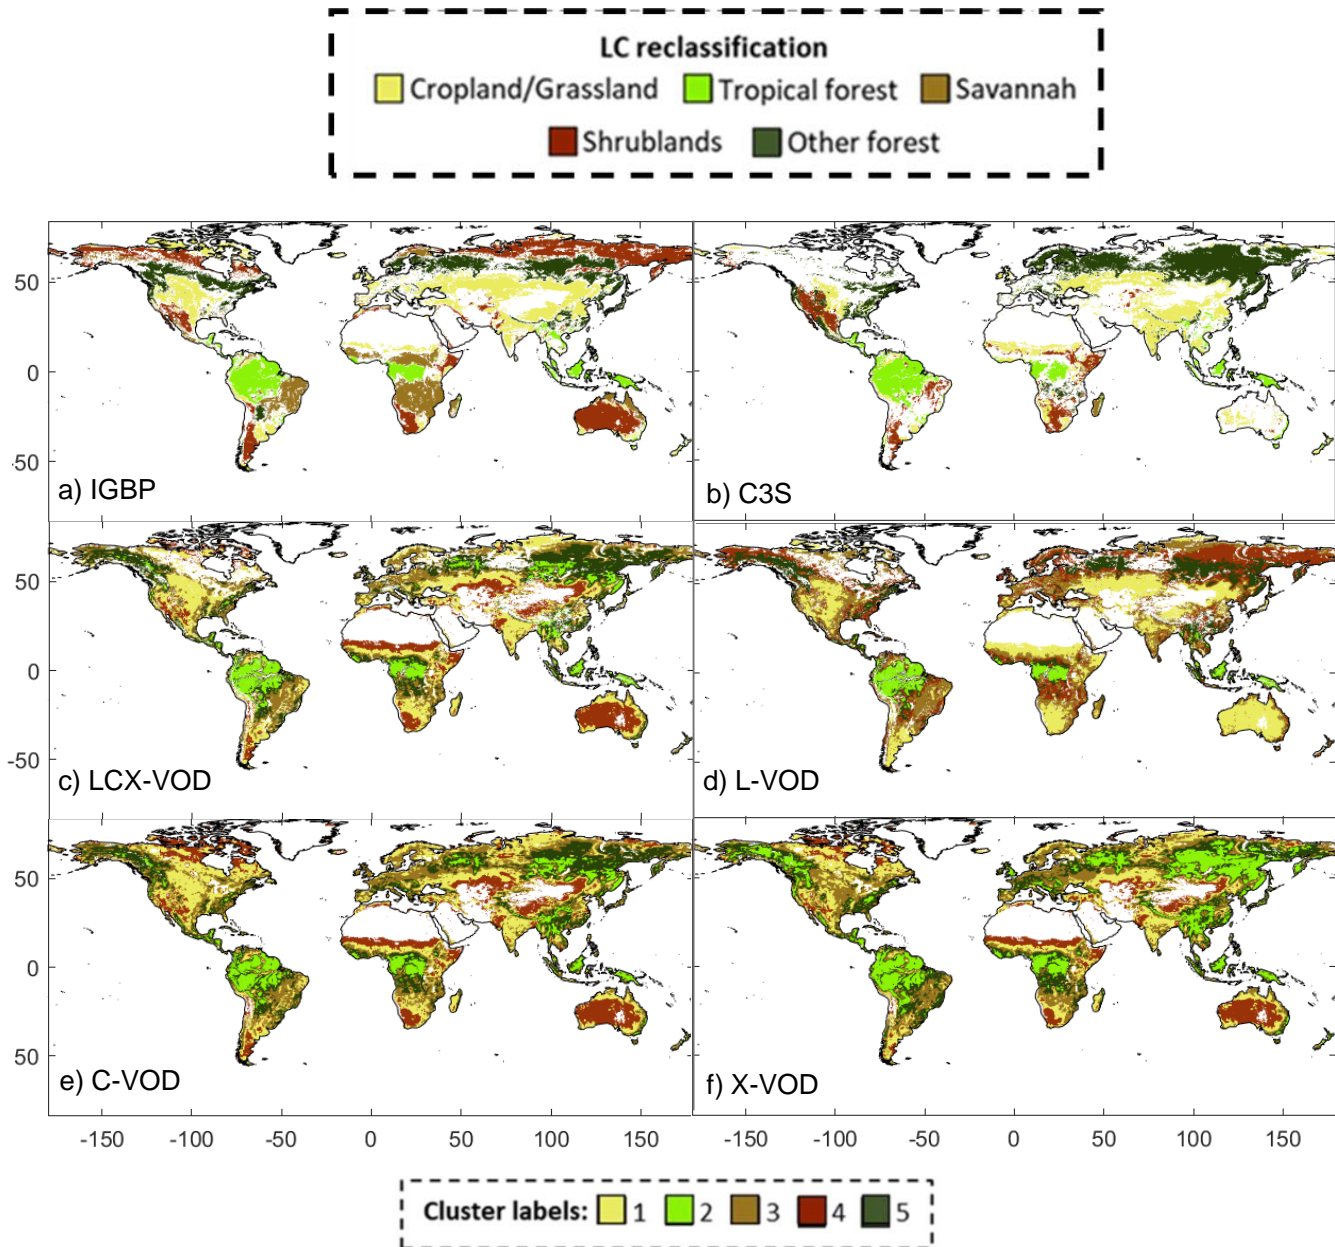 LC reclassification
Cropland/Grassland Tropical forest Savannah
Shrublands Other forest
50
0
-50
a) IGBP
b) C3S
50
0
-50
c) LCX-VOD
d) L-VOD
50
0
50
e) C-VOD
f) X-VOD
-150 -100 -50 0 50 100 150 -150 -100 -50 0 50 100 150
Cluster labels: 1 2 3 4 5